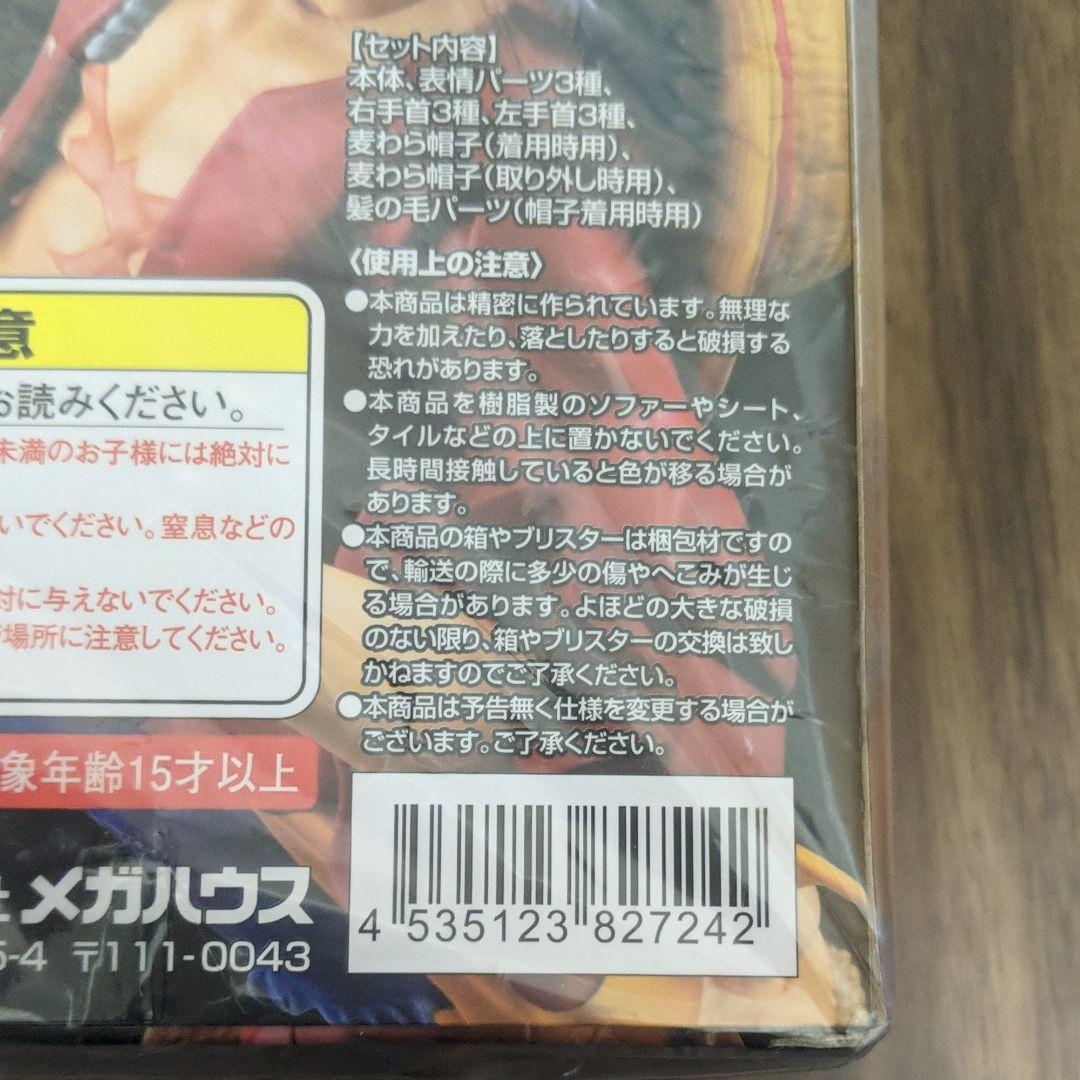 【セット内容】
本体、表情パーツ3種、
右手首3種、左手首3種、
麦わら帽子(着用時用)、
麦わら帽子(取り外し時用)、
髪の毛パーツ(帽子着用時用)
〈使用上の注意〉
●本商品は精密に作られています。無理な
力を加えたり、落としたりすると破損する
恐れがあります。
●本商品を樹脂製のソファーやシート、
タイルなどの上に置かないでください。
長時間接触していると色が移る場合が
あります。
●本商品の箱やブリスターは梱包材ですの
で、輸送の際に多少の傷やへこみが生じ
る場合があります。よほどの大きな破損
のない限り、箱やブリスターの交換は致し
かねますのでご了承ください。
●本商品は予告無く仕様を変更する場合が
ございます。ご了承ください。
意
お読みください。
未満のお子様には絶対に
いでください。窒息などの
対に与えないでください。
場所に注意してください。
象年齢15才以上
メガハウス
5-4 〒111-0043
4 535123 827242